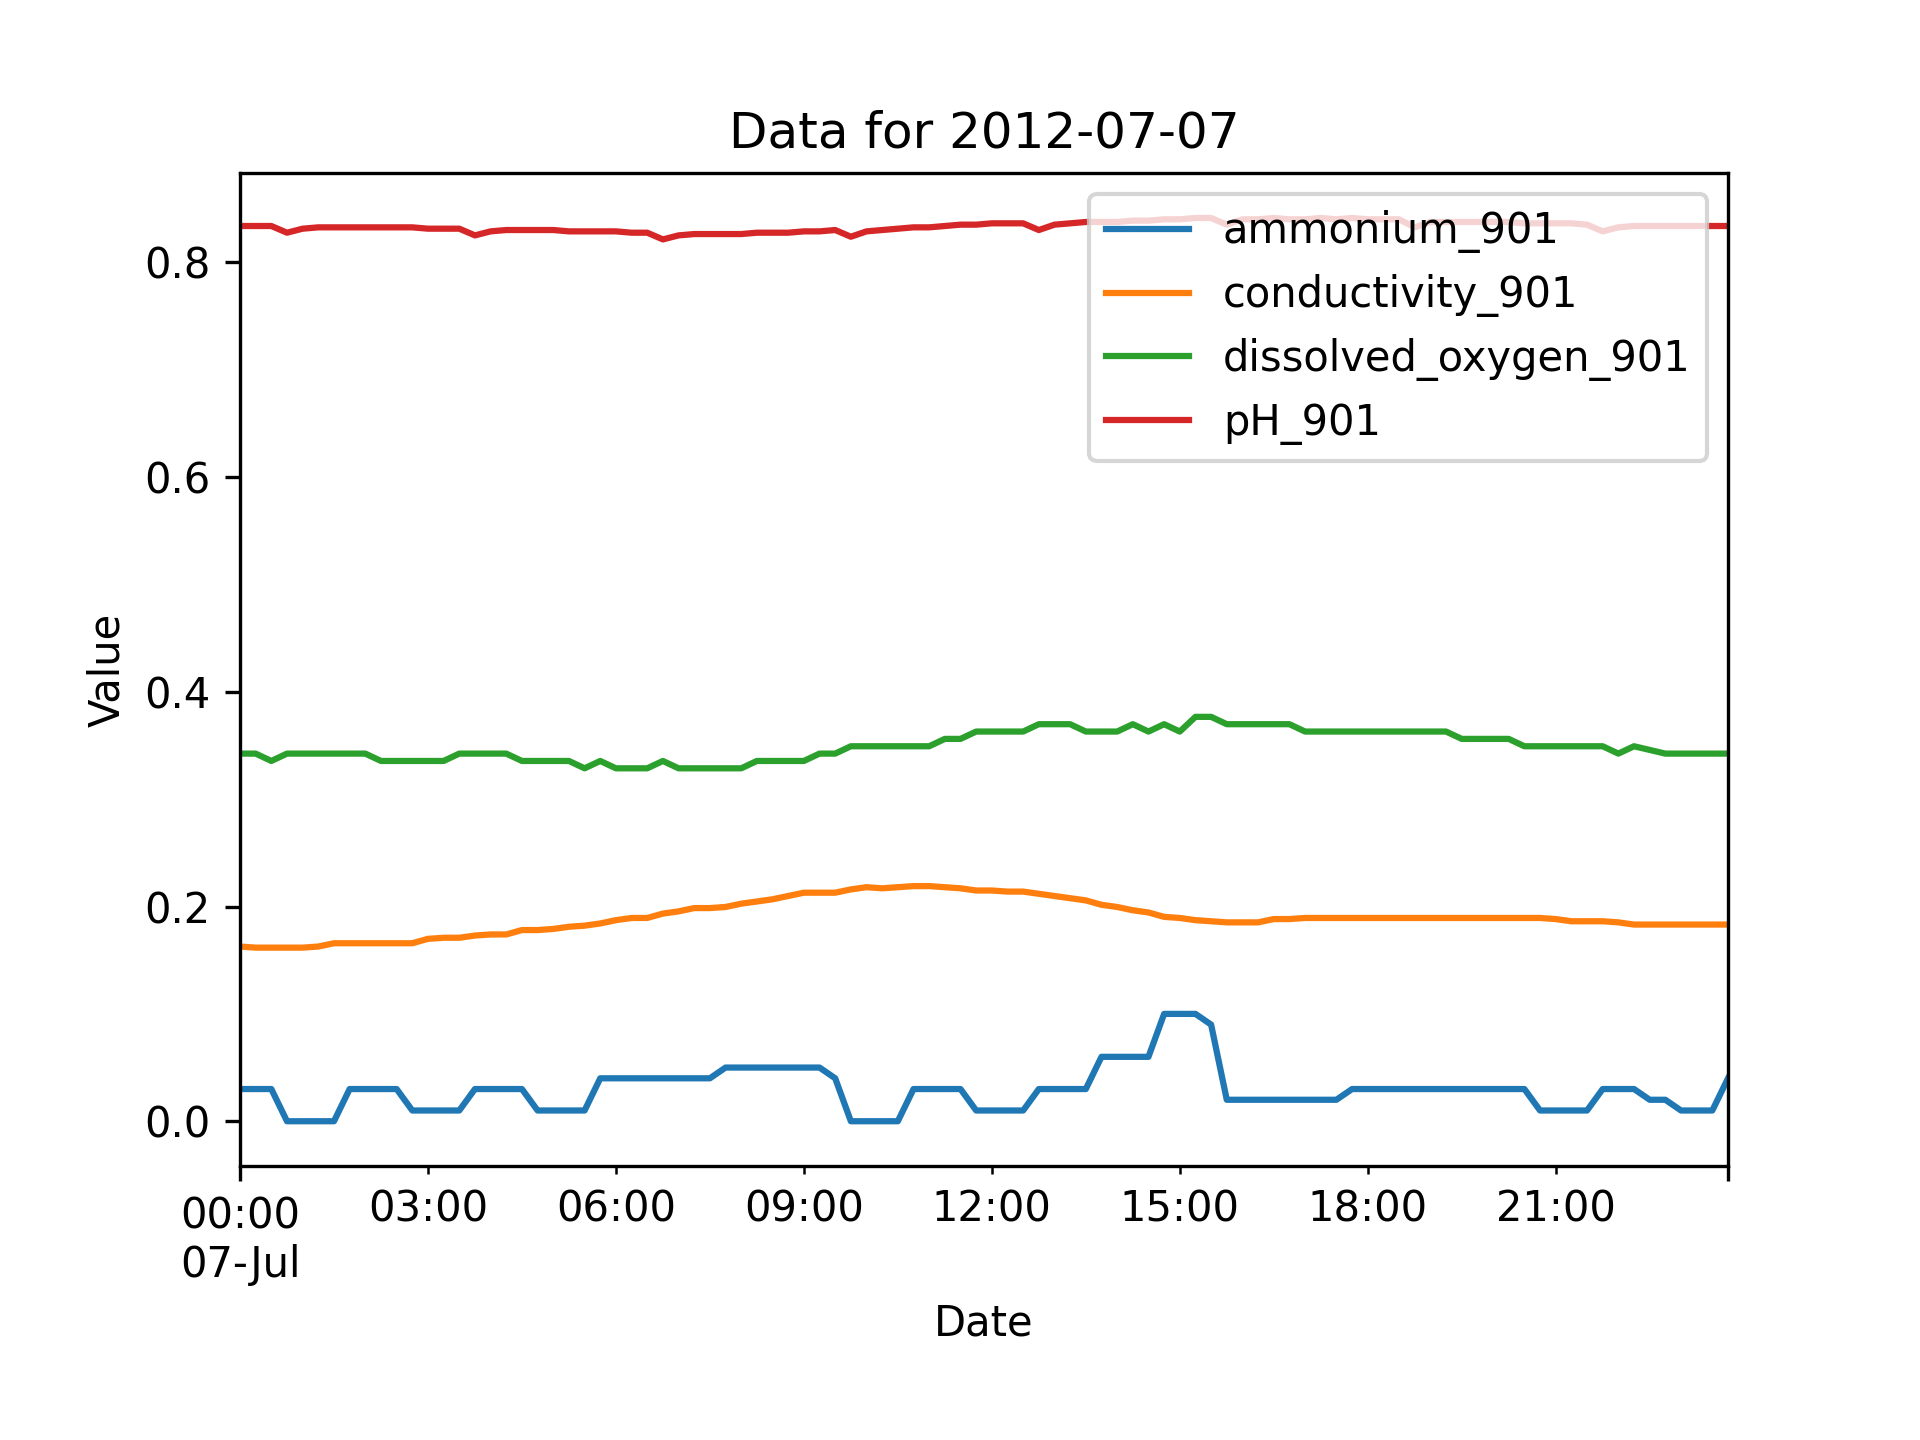 Data for 2012-07-07
ammonium_901
conductivity_901
dissolved_oxygen_901
pH_901
Value
0.8
0.6
0.4
0.2
0.0
00:00 03:00 06:00 09:00 12:00 15:00 18:00 21:00
07-Jul
Date